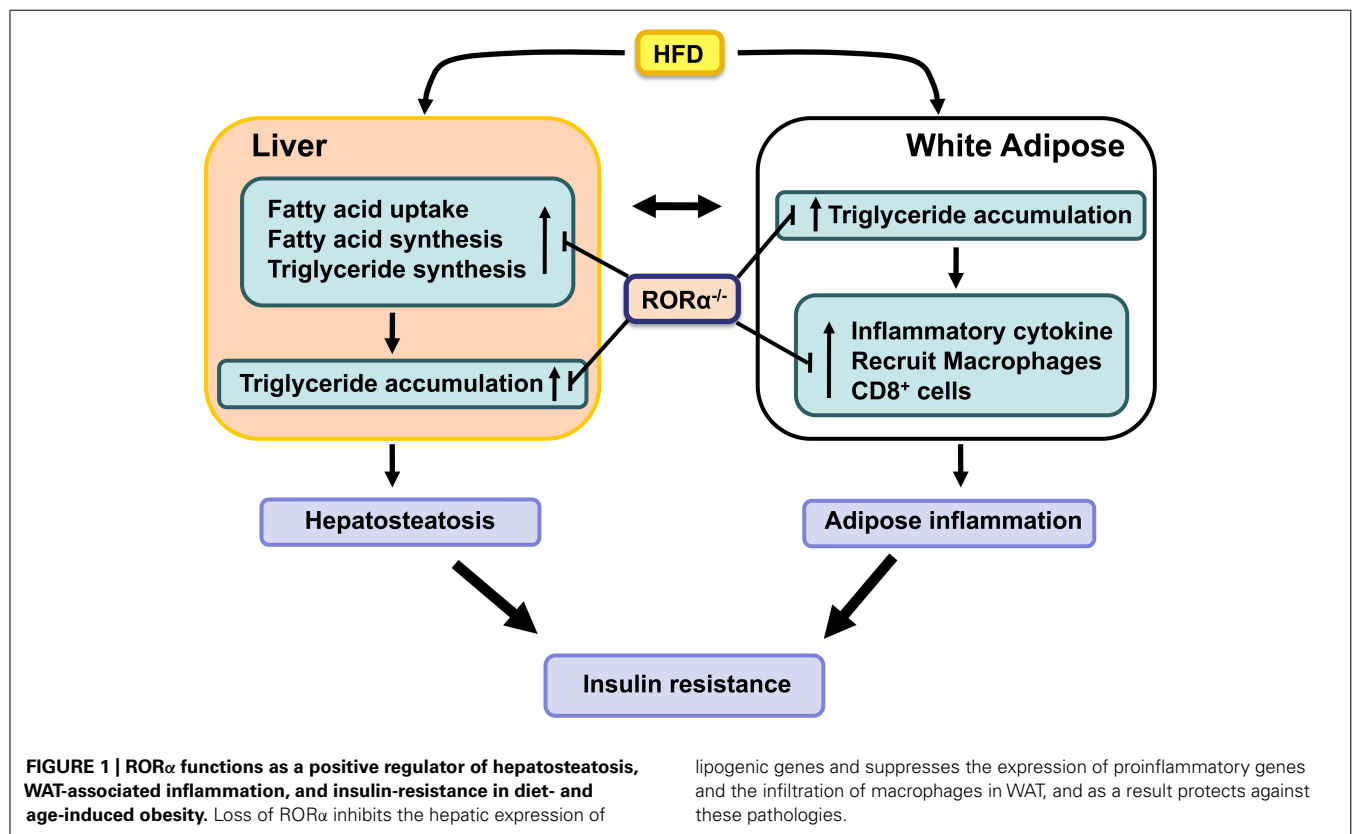 HFD
Liver
Fatty acid uptake
Fatty acid synthesis
Triglyceride synthesis
Triglyceride accumulation
Hepatosteatosis
RORα-/-
White Adipose
Triglyceride accumulation
Inflammatory cytokine
Recruit Macrophages
CD8+ cells
Adipose inflammation
Insulin resistance
FIGURE 1 | RORα functions as a positive regulator of hepatosteatosis,
WAT-associated inflammation, and insulin-resistance in diet- and
age-induced obesity. Loss of RORα inhibits the hepatic expression of
lipogenic genes and suppresses the expression of proinflammatory genes
and the infiltration of macrophages in WAT, and as a result protects against
these pathologies.